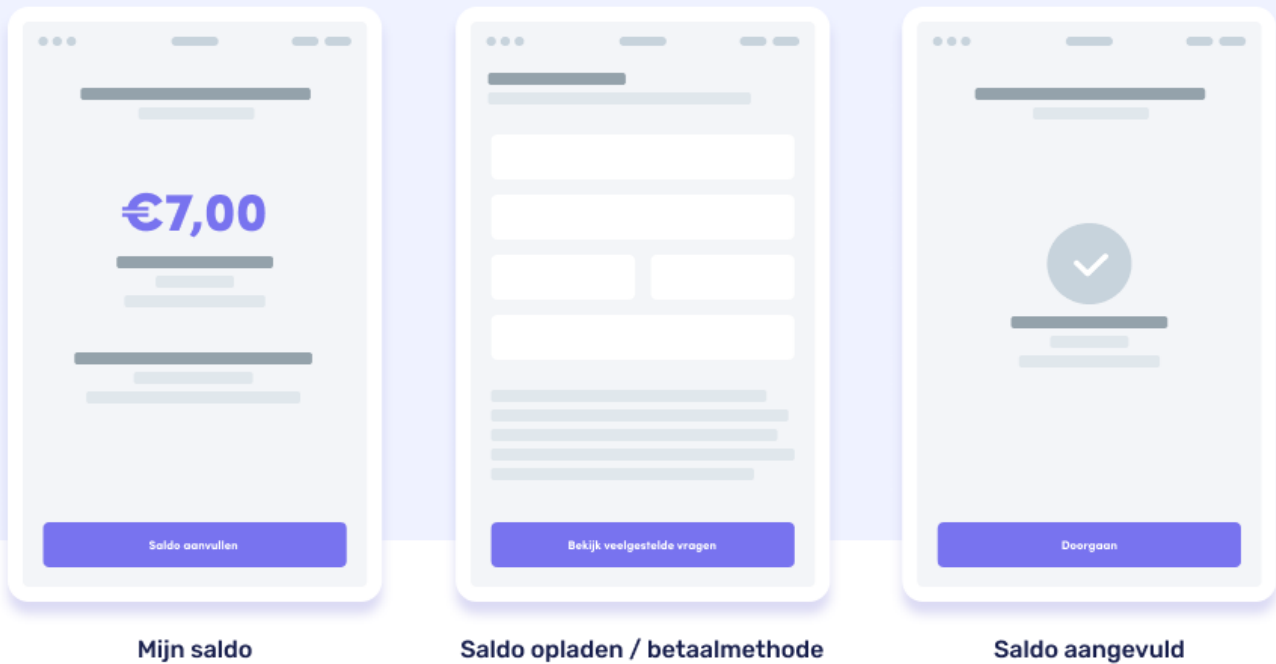 €7,00
Saldo aanvullen
Bekijk veelgestelde vragen
Doorgaan
Mijn saldo
Saldo opladen / betaalmethode
Saldo aangevuld